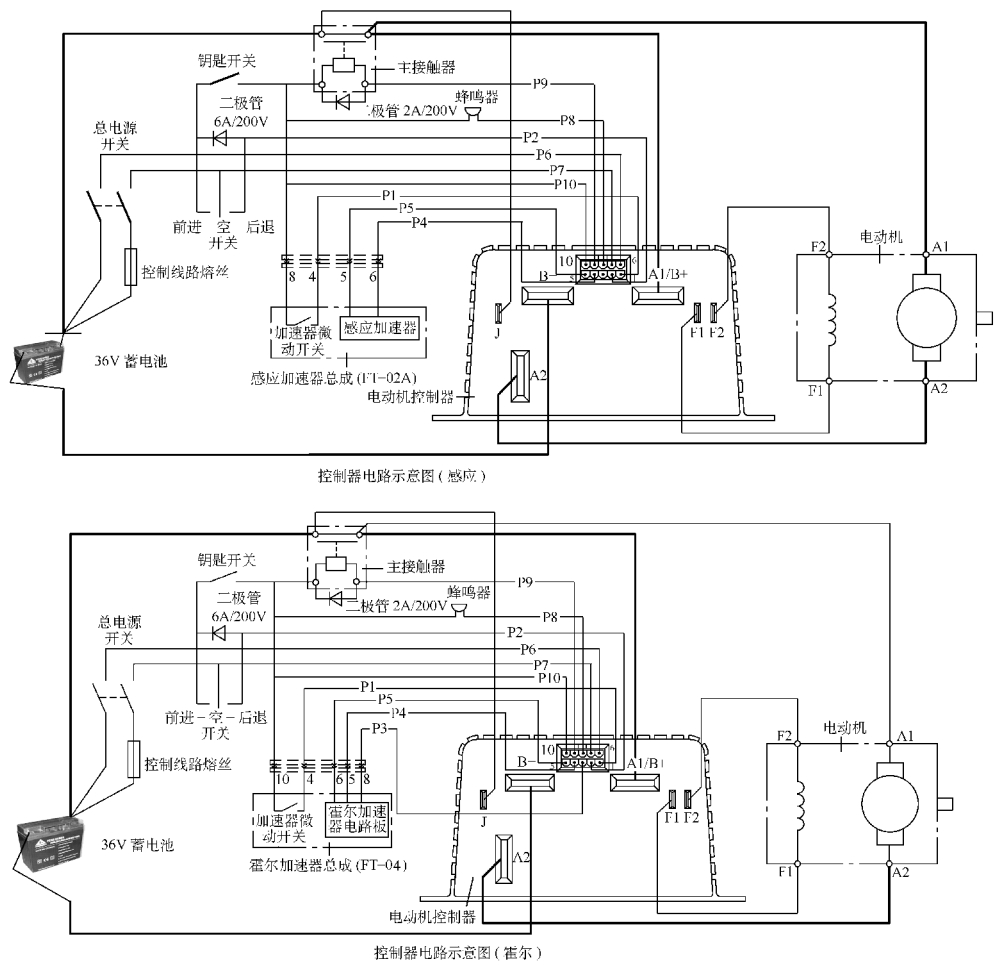 钥匙开关
主接触器
P9
二极管
6A/200V
二极管 2A/200V
蜂鸣器
P8
总电源
开关
P2
P6
P7
P10
P1
P5
P4
前进 空 后退
开关
控制线路熔丝
8 4 5 6
10
6
5
B−
A1/B+
J
F1 F2
A2
F2
电动机
A1
F1
A2
加速器微
动开关
感应加速器
36V 蓄电池
感应加速器总成(FT-02A)
电动机控制器
控制器电路示意图(感应)
钥匙开关
主接触器
P9
二极管
6A/200V
二极管 2A/200V
蜂鸣器
P8
总电源
开关
P2
P6
P7
P10
P1
P5
P4
P3
前进-空-后退
开关
控制线路熔丝
10 4 6 5 8
10
6
5
B−
A1/B+
J
F1 F2
A2
F2
电动机
A1
F1
A2
加速器微
动开关
霍尔加速
器电路板
36V 蓄电池
霍尔加速器总成(FT-04)
电动机控制器
控制器电路示意图(霍尔)